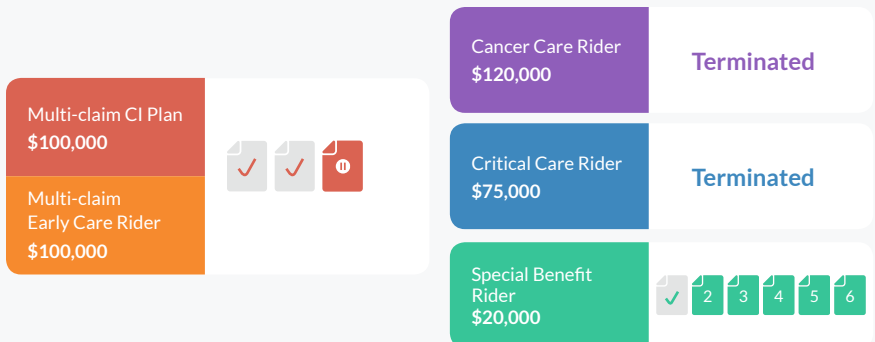 Multi-claim CI Plan
$100,000
Multi-claim
Early Care Rider
$100,000
Cancer Care Rider
$120,000
Terminated
Critical Care Rider
$75,000
Terminated
Special Benefit
Rider
$20,000
2 3 4 5 6